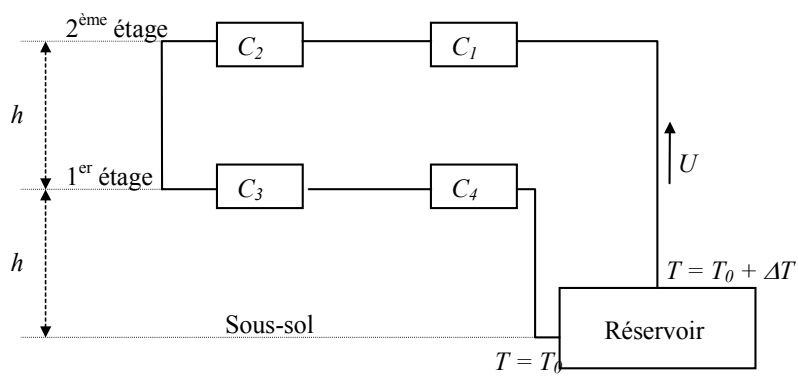 2ème étage
C2 C1
h
1er étage
C3 C4
U
h
T = T0 + ΔT
Sous-sol
Réservoir
T = T0